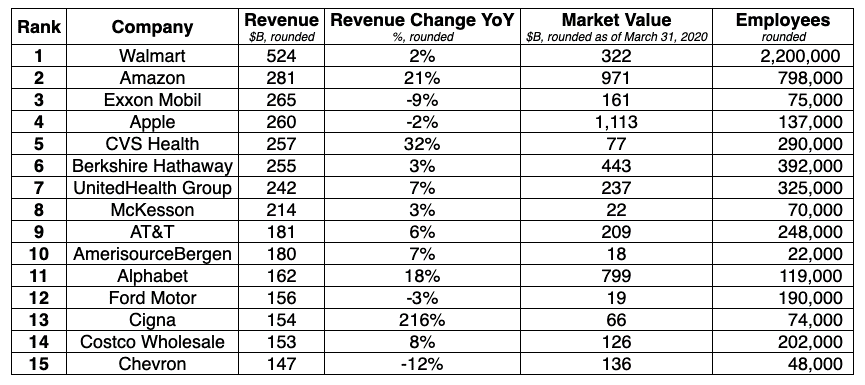 Rank Company Revenue Revenue Change YoY Market Value Employees
$B, rounded %, rounded $B, rounded as of March 31, 2020 rounded
1 Walmart 524 2% 322 2,200,000
2 Amazon 281 21% 971 798,000
3 Exxon Mobil 265 -9% 161 75,000
4 Apple 260 -2% 1,113 137,000
5 CVS Health 257 32% 77 290,000
6 Berkshire Hathaway 255 3% 443 392,000
7 UnitedHealth Group 242 7% 237 325,000
8 McKesson 214 3% 22 70,000
9 AT&T 181 6% 209 248,000
10 AmerisourceBergen 180 7% 18 22,000
11 Alphabet 162 18% 799 119,000
12 Ford Motor 156 -3% 19 190,000
13 Cigna 154 216% 66 74,000
14 Costco Wholesale 153 8% 126 202,000
15 Chevron 147 -12% 136 48,000